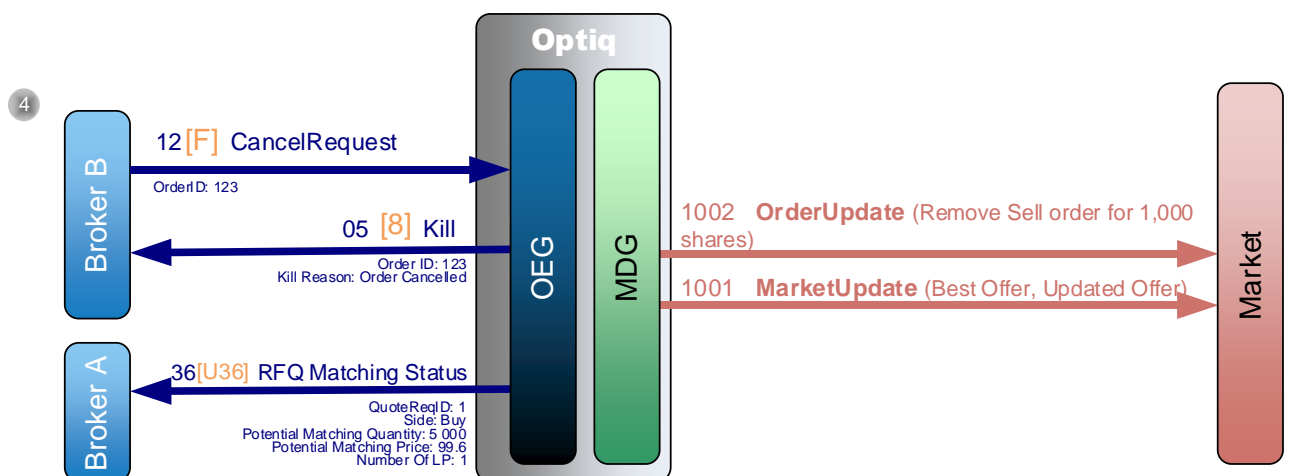 Optiq
4
12 [F] CancelRequest
OrderID: 123
Broker B
05 [8] Kill
Order ID: 123
Kill Reason: Order Cancelled
OEG
MDG
1002 OrderUpdate (Remove Sell order for 1,000
shares)
1001 MarketUpdate (Best Offer, Updated Offer)
Market
Broker A
36[U36] RFQ Matching Status
QuoteReqID: 1
Side: Buy
Potential Matching Quantity: 5 000
Potential Matching Price: 99.6
Number Of LP: 1